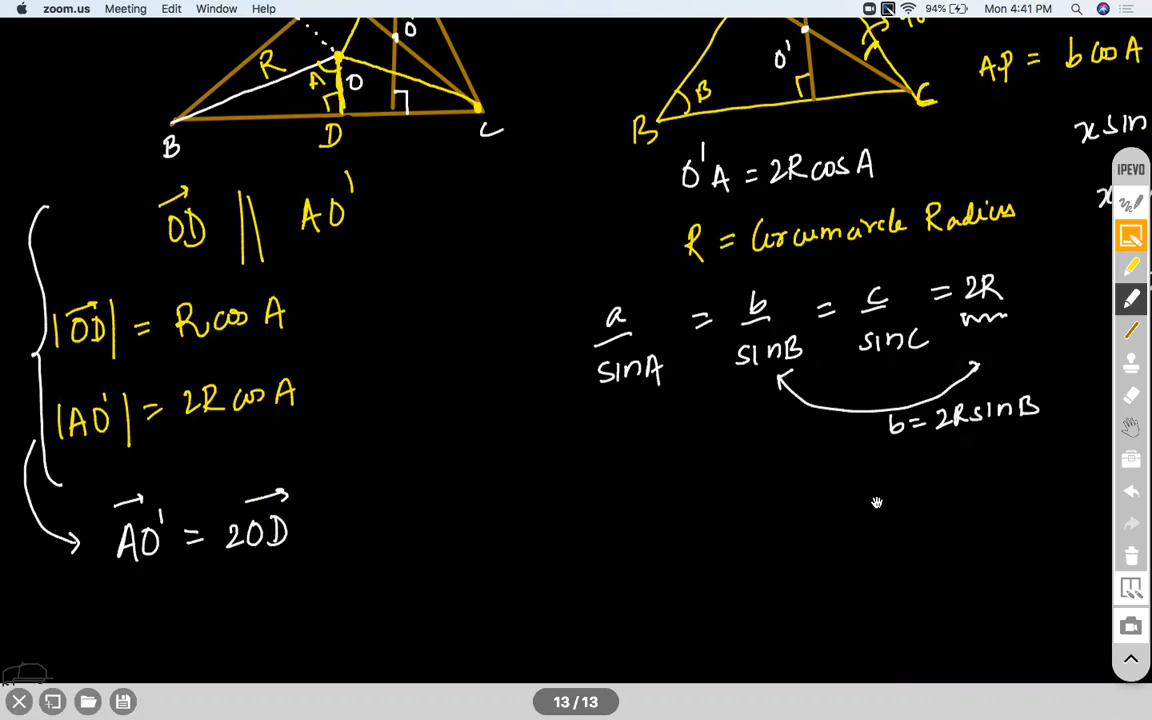 zoom.us Meeting Edit Window Help 94% Mon 4:41 PM
R
A
O
B
D
C
O
O'
B
B
C
AP = b cos A
x sin
x
IPEVO
O'A = 2R cos A
R = Circumcircle Radius
a/sinA = b/sinB = c/sinC = 2R
b = 2R sin B
OD || AO'
|OD| = R cos A
|AO'| = 2R cos A
AO' = 2OD
13 / 13